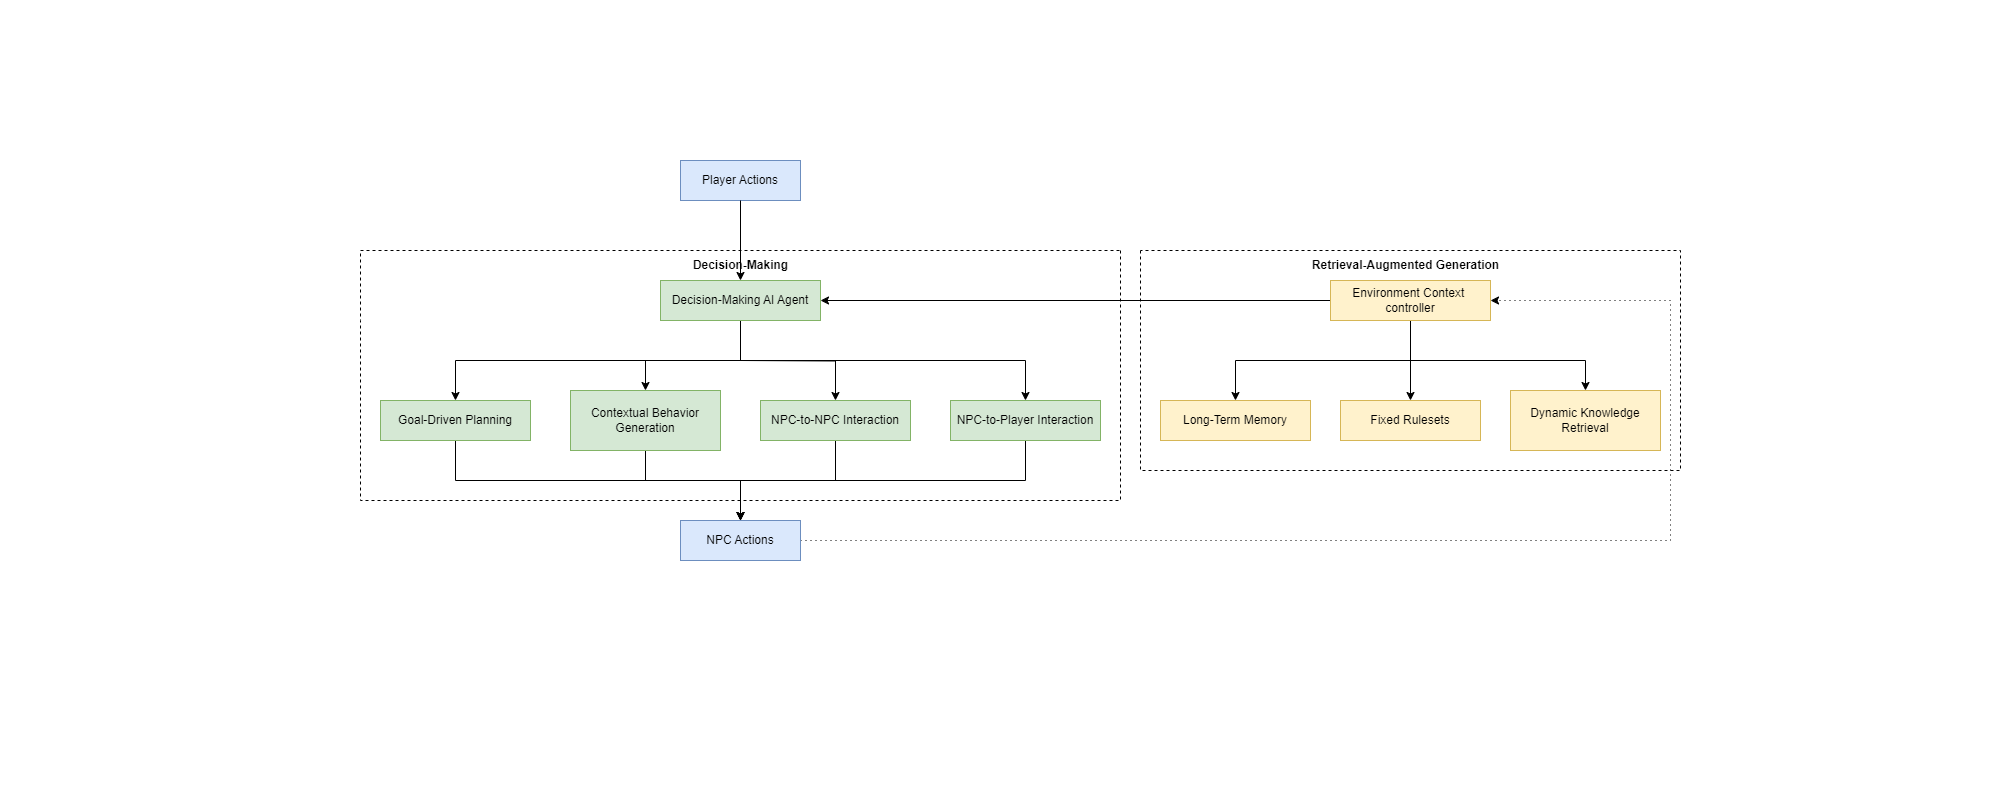 Player Actions
Decision-Making
Retrieval-Augmented Generation
Decision-Making AI Agent
Environment Context
controller
Goal-Driven Planning
Contextual Behavior
Generation
NPC-to-NPC Interaction
NPC-to-Player Interaction
Long-Term Memory
Fixed Rulesets
Dynamic Knowledge
Retrieval
NPC Actions